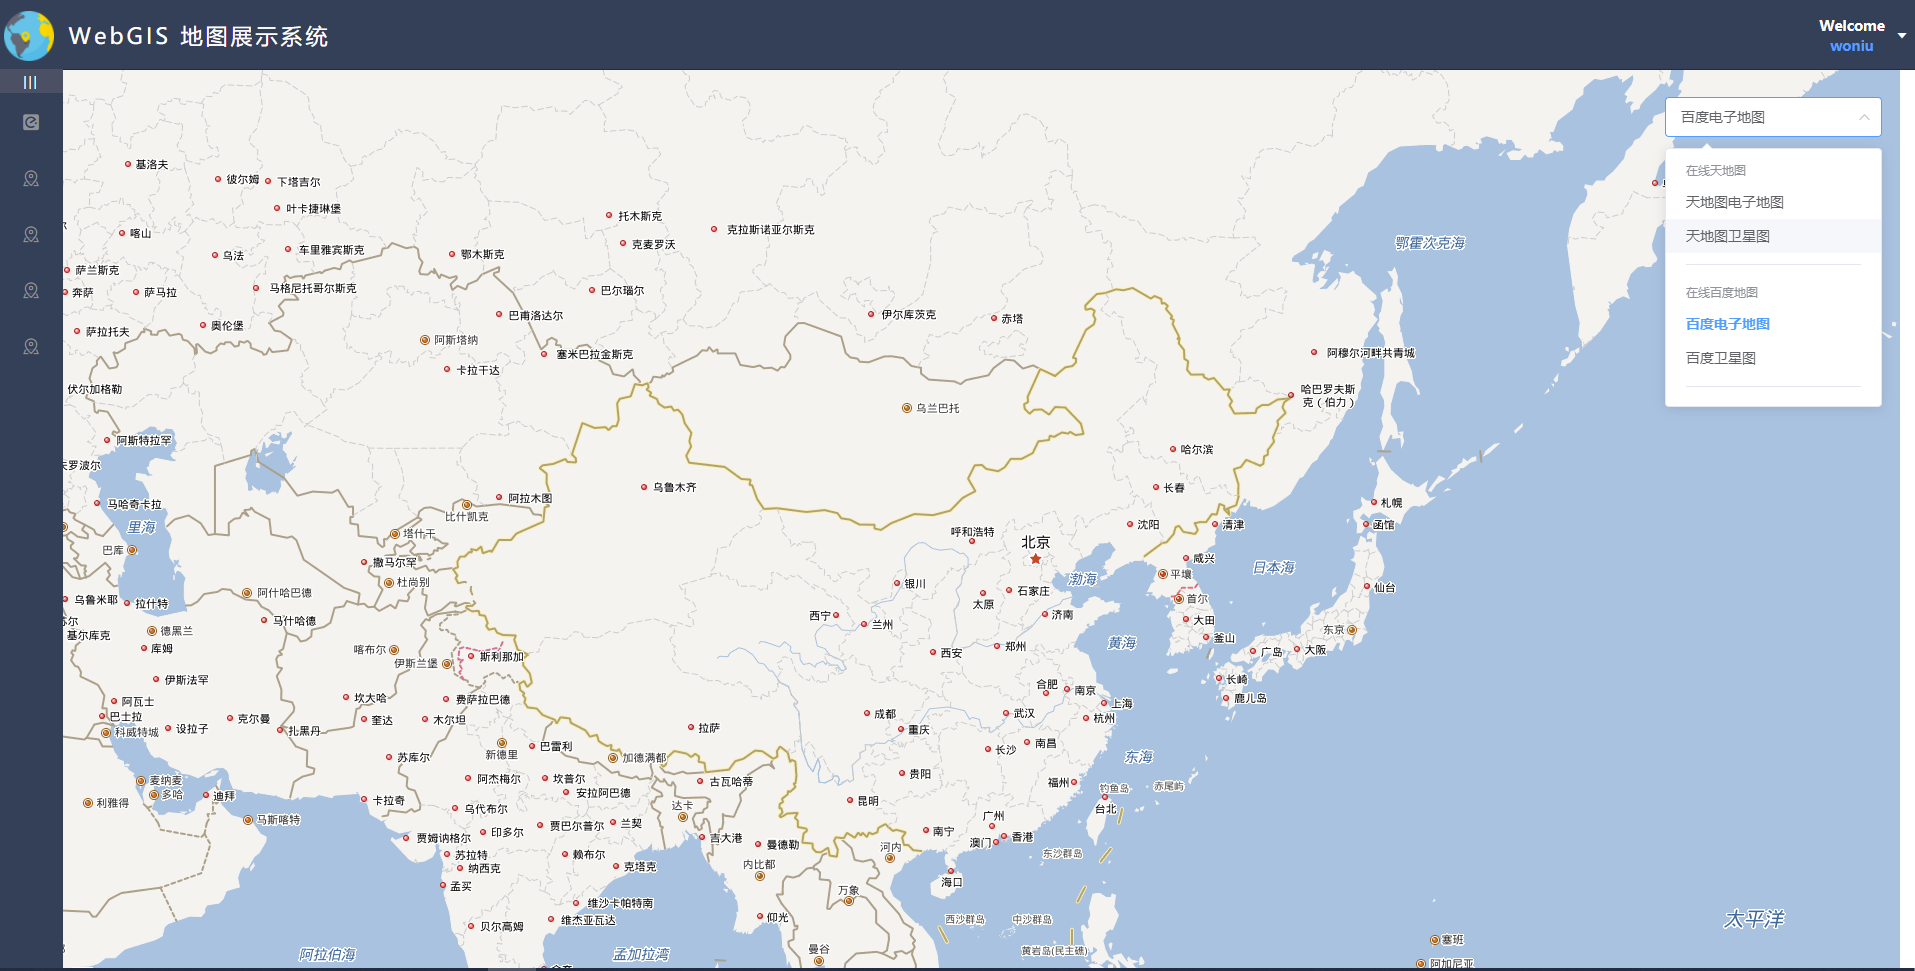 WebGIS 地图展示系统
Welcome
woniu
百度电子地图
在线天地图
天地图电子地图
天地图卫星图
在线百度地图
百度电子地图
百度卫星图
基洛夫
彼尔姆
下塔吉尔
叶卡捷琳堡
托木斯克
克拉斯诺亚尔斯克
喀山
克麦罗沃
鄂霍次克海
乌法
车里雅宾斯克
鄂木斯克
萨兰斯克
奔萨
萨马拉
马格尼托哥尔斯克
巴尔瑙尔
巴甫洛达尔
伊尔库茨克
赤塔
萨拉托夫
奥伦堡
阿斯塔纳
塞米巴拉金斯克
阿穆尔河畔共青城
卡拉干达
伏尔加格勒
哈巴罗夫斯
克（伯力）
乌兰巴托
阿斯特拉罕
哈尔滨
罗波尔
乌鲁木齐
长春
马哈奇卡拉
阿拉木图
札幌
比什凯克
里海
沈阳
清津
函馆
塔什干
呼和浩特
北京
巴库
撒马尔罕
咸兴
日本海
杜尚别
银川
渤海
平壤
阿什哈巴德
石家庄
仙台
乌鲁米耶
拉什特
太原
首尔
马什哈德
西宁
兰州
济南
大田
德黑兰
东京
基尔库克
釜山
黄海
库姆
喀布尔
伊斯兰堡
斯利那加
西安
郑州
广岛
大阪
伊斯法罕
长崎
合肥
南京
坎大哈
费萨拉巴德
鹿儿岛
阿瓦士
上海
巴士拉
克尔曼
奎达
木尔坦
成都
武汉
杭州
科威特城
设拉子
扎黑丹
拉萨
重庆
南昌
长沙
苏库尔
新德里
巴雷利
加德满都
东海
麦纳麦
阿杰梅尔
坎普尔
古瓦哈蒂
贵阳
福州
钓鱼岛
赤尾屿
多哈
迪拜
安拉阿巴德
利雅得
卡拉奇
乌代布尔
达卡
昆明
台北
马斯喀特
贾巴尔普尔
兰契
广州
贾姆讷格尔
印多尔
吉大港
曼德勒
南宁
香港
澳门
苏拉特
赖布尔
河内
东沙群岛
纳西克
克塔克
内比都
孟买
海口
万象
维沙卡帕特南
维杰亚瓦达
仰光
西沙群岛
中沙群岛
太平洋
贝尔高姆
塞班
阿拉伯海
孟加拉湾
曼谷
黄岩岛(民主礁)
阿加尼亚